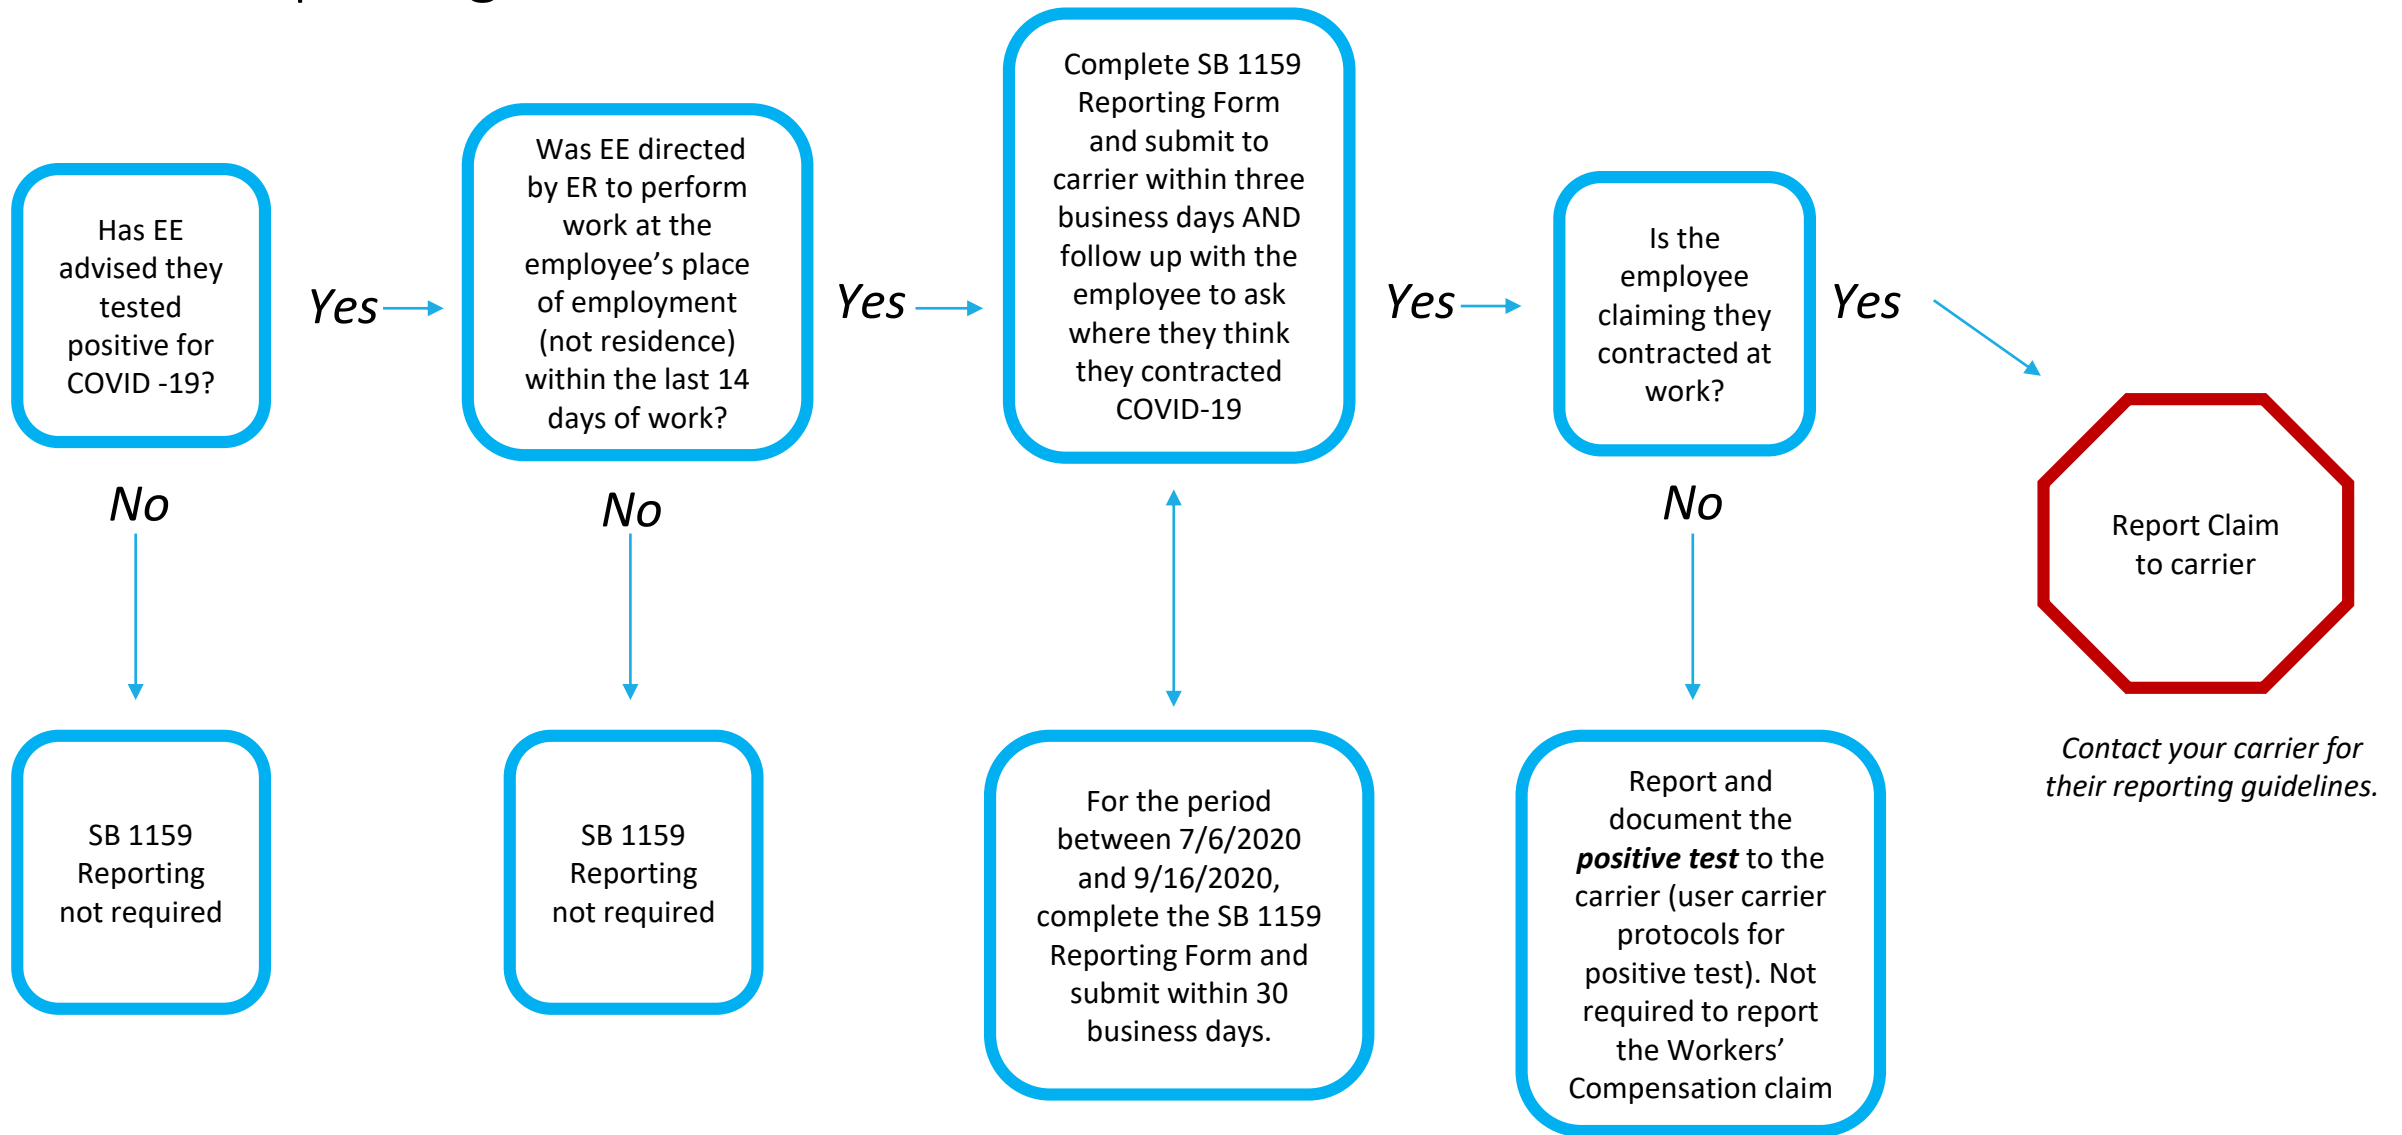 Has EE
advised they
tested
positive for
COVID -19?
Yes
No
SB 1159
Reporting
not required
Was EE directed
by ER to perform
work at the
employee’s place
of employment
(not residence)
within the last 14
days of work?
Yes
No
SB 1159
Reporting
not required
Complete SB 1159
Reporting Form
and submit to
carrier within three
business days AND
follow up with the
employee to ask
where they think
they contracted
COVID-19
Yes
For the period
between 7/6/2020
and 9/16/2020,
complete the SB 1159
Reporting Form and
submit within 30
business days.
Is the
employee
claiming they
contracted at
work?
Yes
No
Report and
document the
positive test to the
carrier (user carrier
protocols for
positive test). Not
required to report
the Workers’
Compensation claim
Report Claim
to carrier
Contact your carrier for
their reporting guidelines.